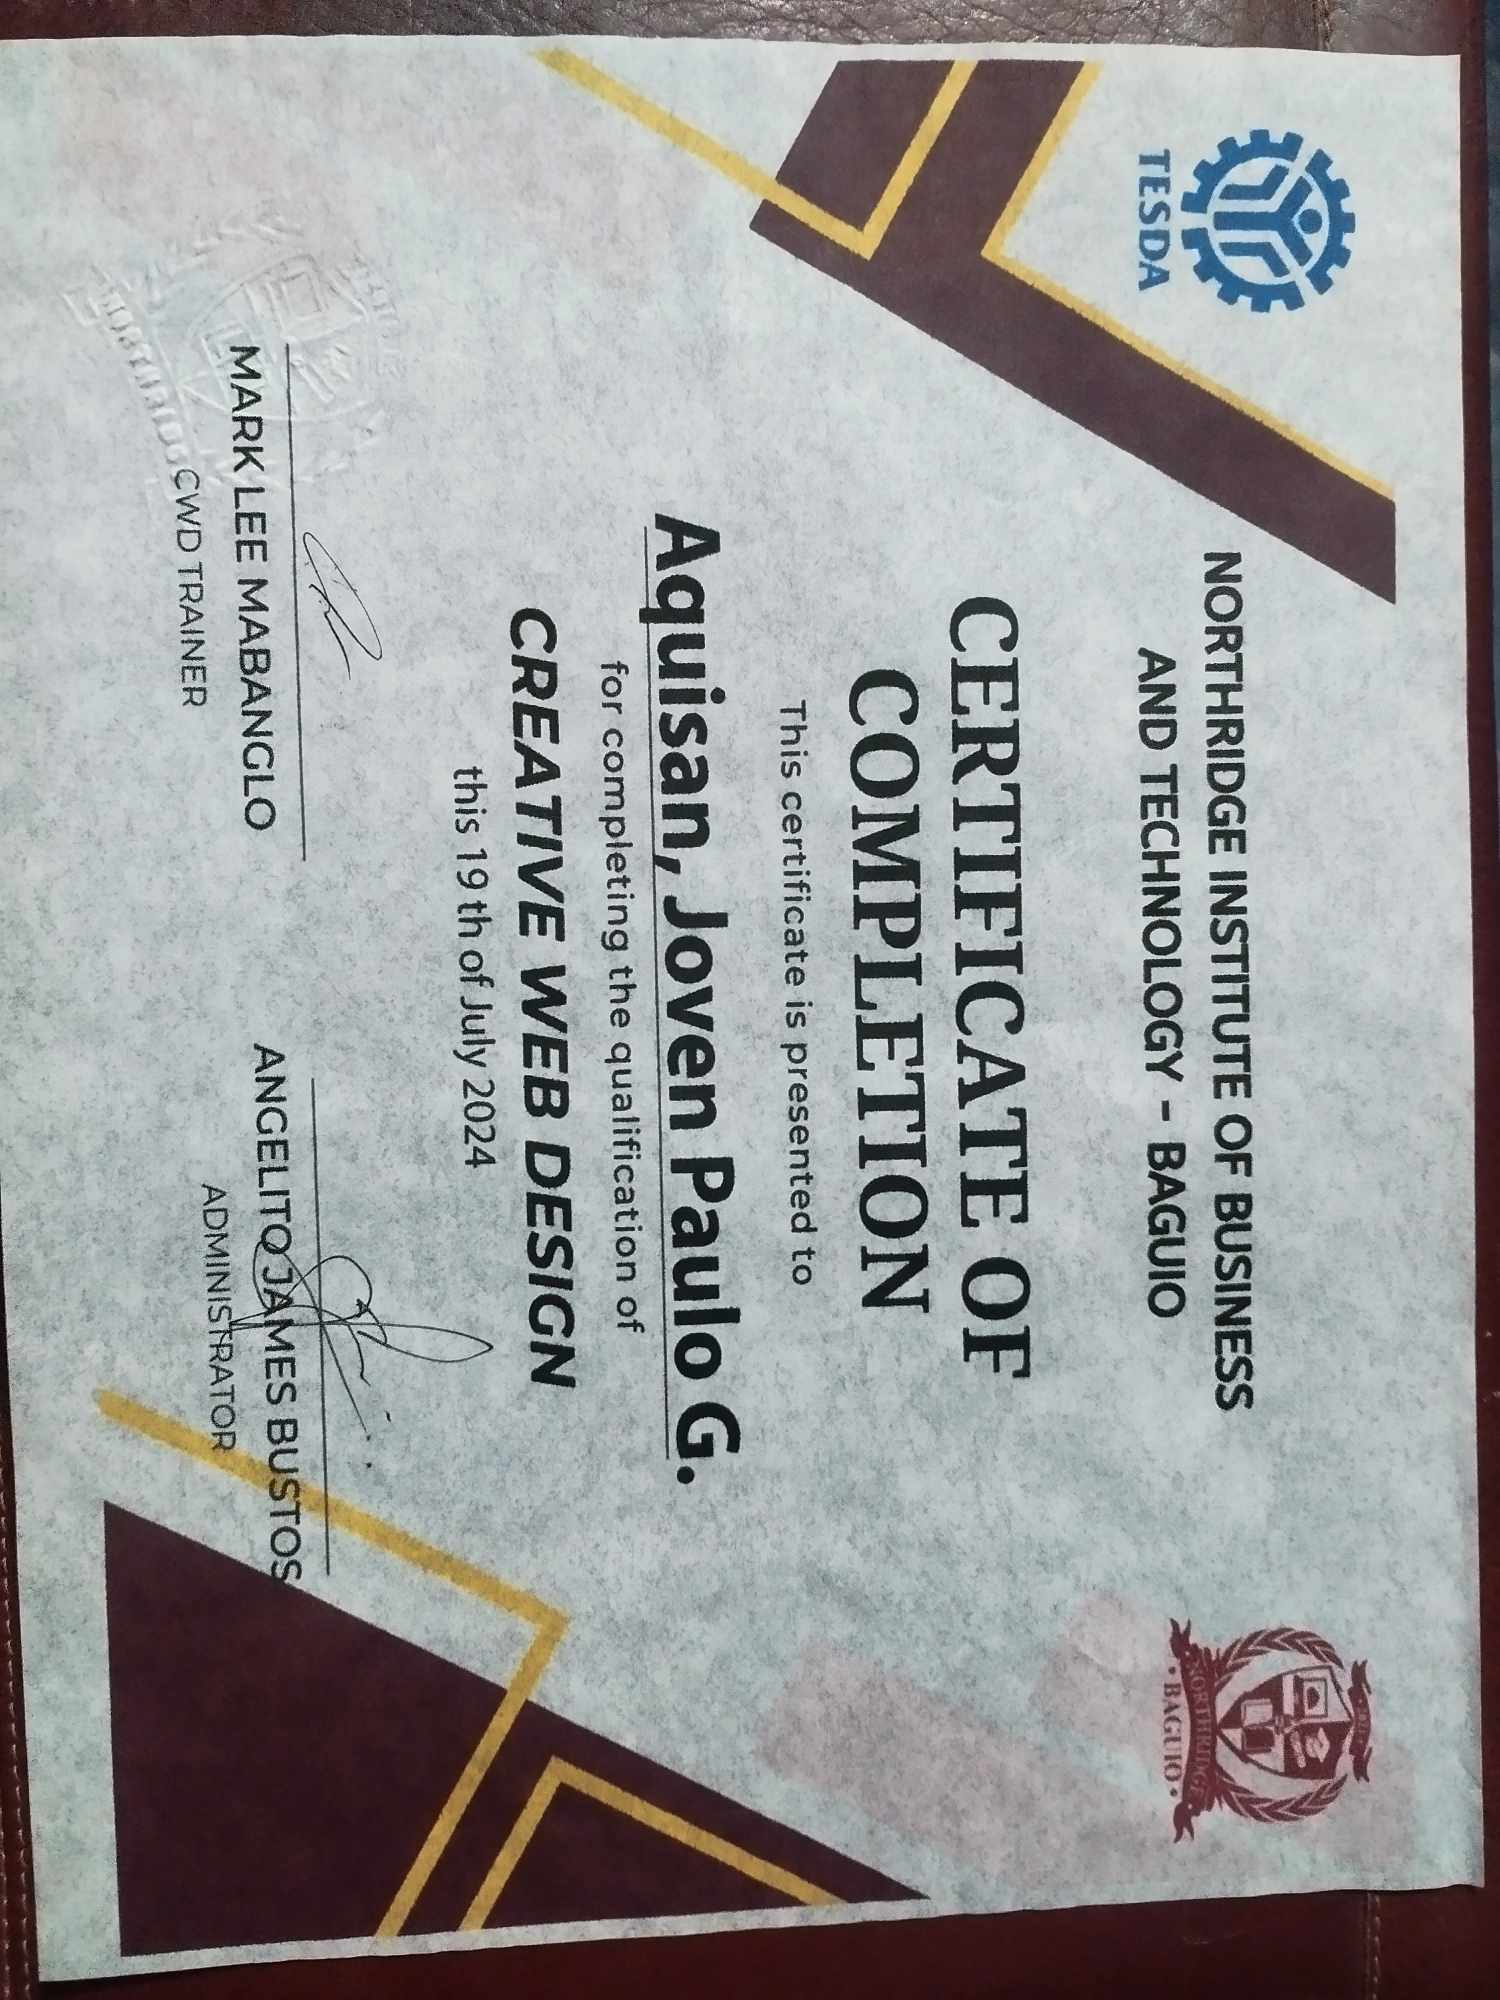 TESDA
NORTHRIDGE
• BAGUIO •
NORTHRIDGE INSTITUTE OF BUSINESS
AND TECHNOLOGY - BAGUIO
CERTIFICATE OF
COMPLETION
This certificate is presented to
Aquisan, Joven Paulo G.
for completing the qualification of
CREATIVE WEB DESIGN
this 19 th of July 2024
MARK LEE MABANGLO
CWD TRAINER
ANGELITO JAMES BUSTOS
ADMINISTRATOR